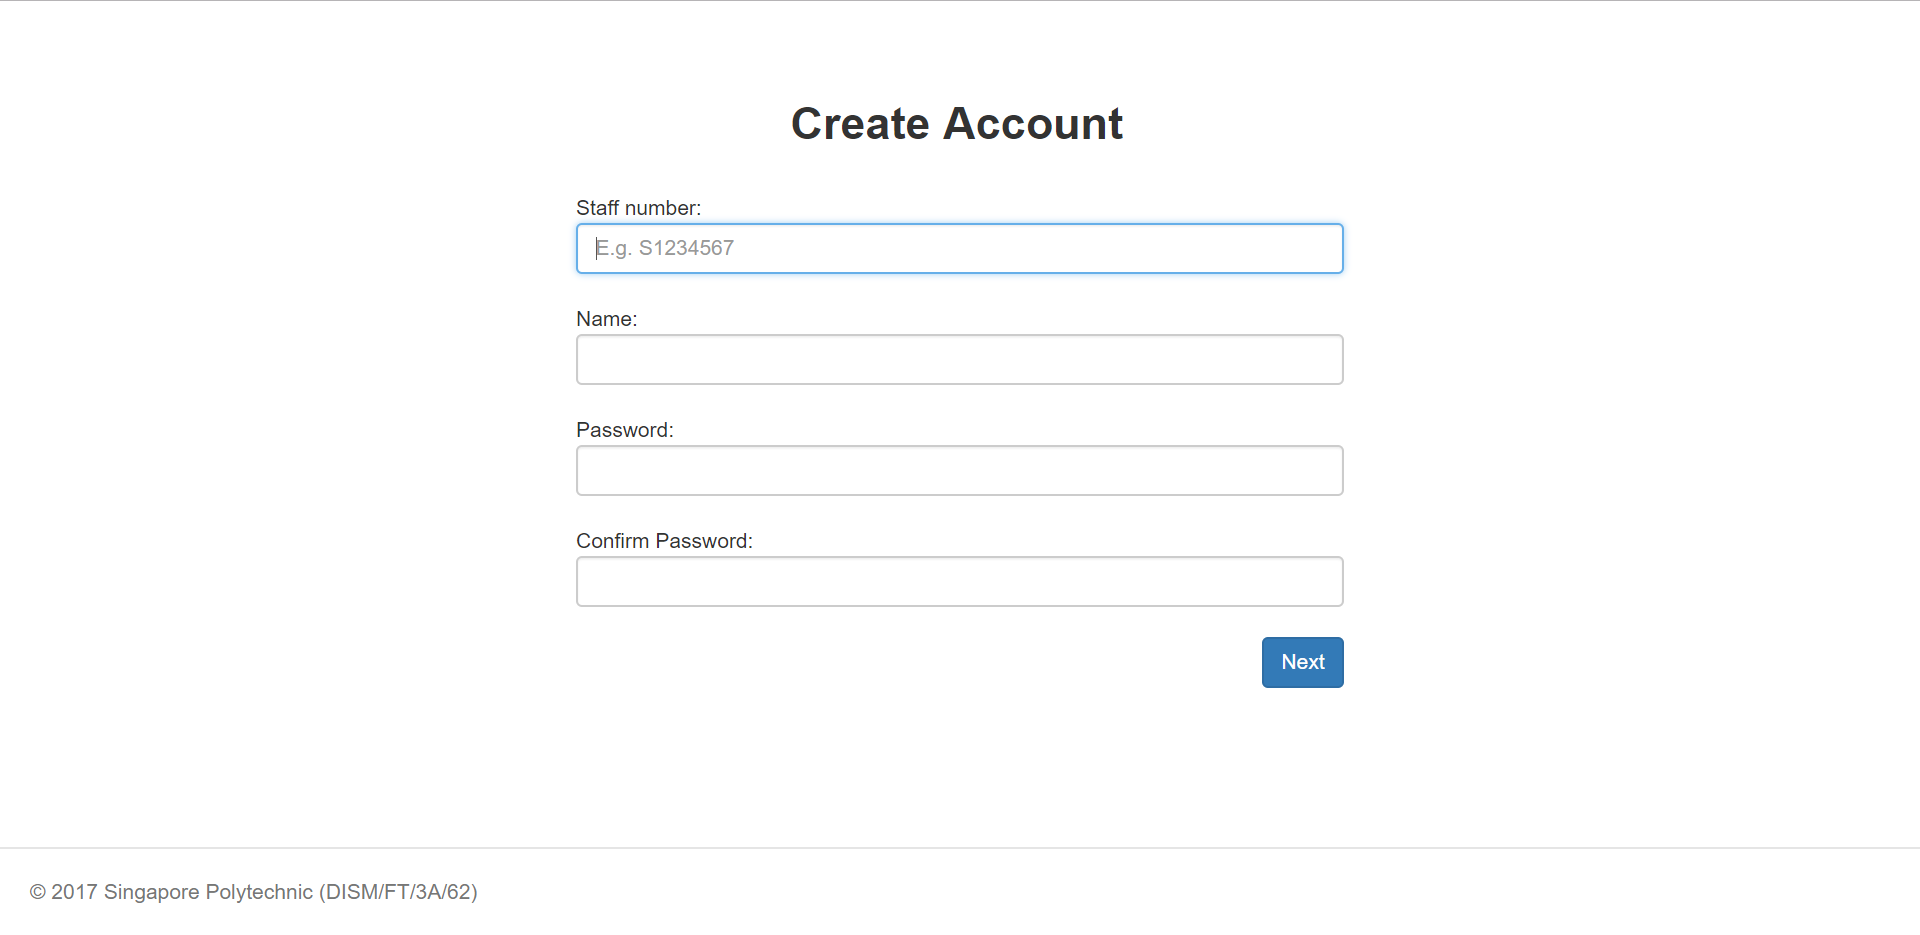 Create Account
Staff number:
E.g. S1234567
Name:
Password:
Confirm Password:
Next
© 2017 Singapore Polytechnic (DISM/FT/3A/62)